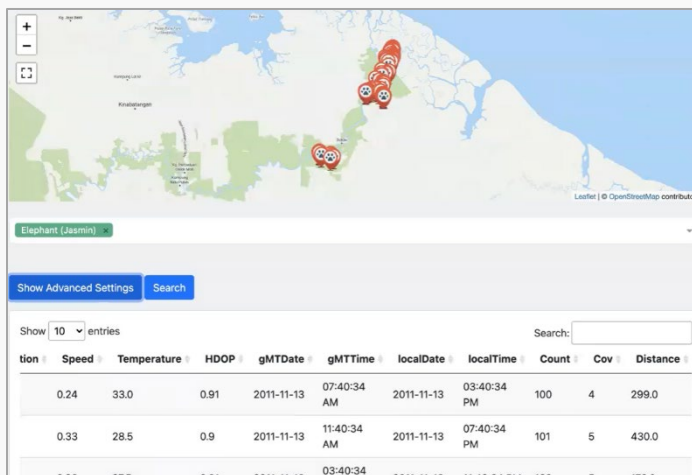 +
−
Kinabatangan
Leaflet | © OpenStreetMap contributo
Elephant (Jasmin) ×
Show Advanced Settings Search
Show 10 entries Search:
tion Speed Temperature HDOP gMTDate gMTTime localDate localTime Count Cov Distance
0.24 33.0 0.91 2011-11-13 07:40:34 AM 2011-11-13 03:40:34 PM 100 4 299.0
0.33 28.5 0.9 2011-11-13 11:40:34 AM 2011-11-13 07:40:34 PM 101 5 430.0
03:40:34